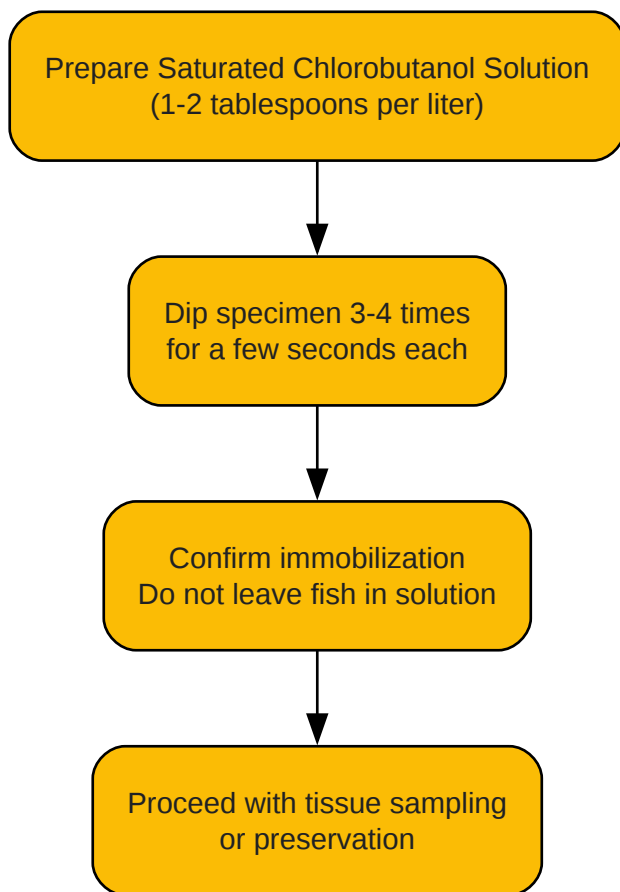 Prepare Saturated Chlorobutanol Solution
(1-2 tablespoons per liter)
Dip specimen 3-4 times
for a few seconds each
Confirm immobilization
Do not leave fish in solution
Proceed with tissue sampling
or preservation